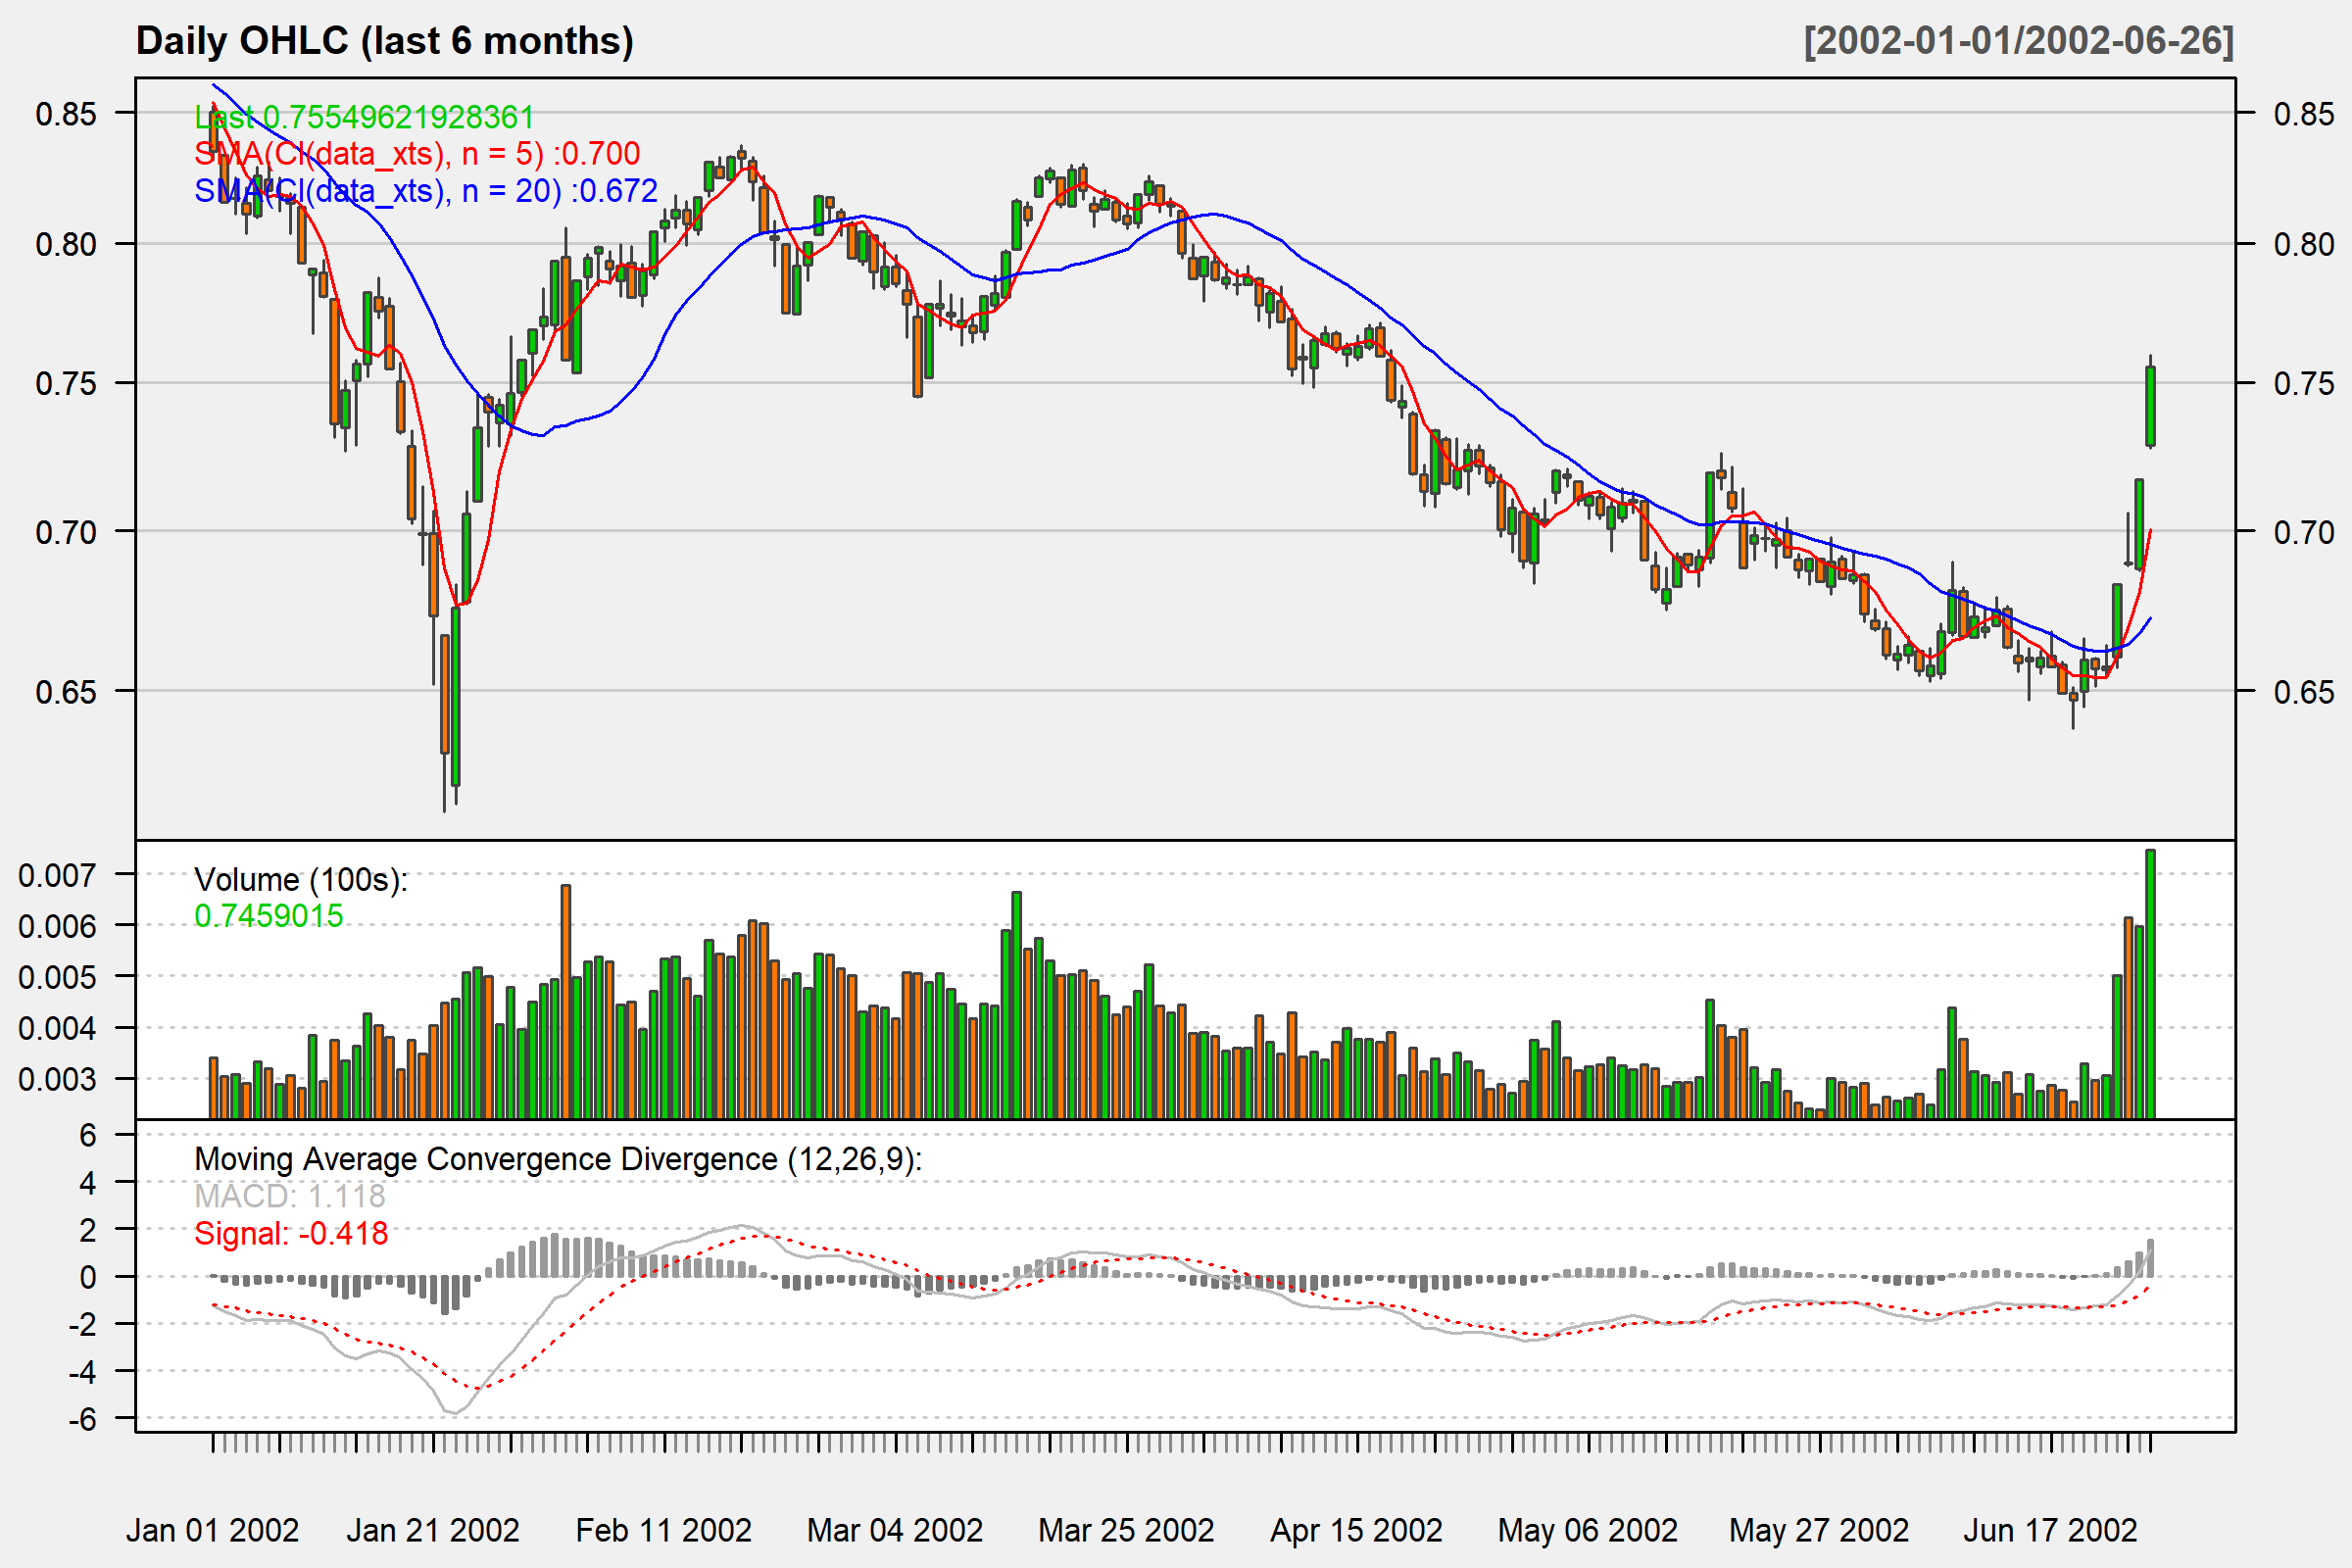 Daily OHLC (last 6 months)
[2002-01-01/2002-06-26]
Last 0.75549621928361
SMA(Cl(data_xts), n = 5) :0.700
SMA(Cl(data_xts), n = 20) :0.672
0.85
0.80
0.75
0.70
0.65
0.85
0.80
0.75
0.70
0.65
Volume (100s):
0.7459015
0.007
0.006
0.005
0.004
0.003
Moving Average Convergence Divergence (12,26,9):
MACD: 1.118
Signal: -0.418
6
4
2
0
-2
-4
-6
Jan 01 2002
Jan 21 2002
Feb 11 2002
Mar 04 2002
Mar 25 2002
Apr 15 2002
May 06 2002
May 27 2002
Jun 17 2002